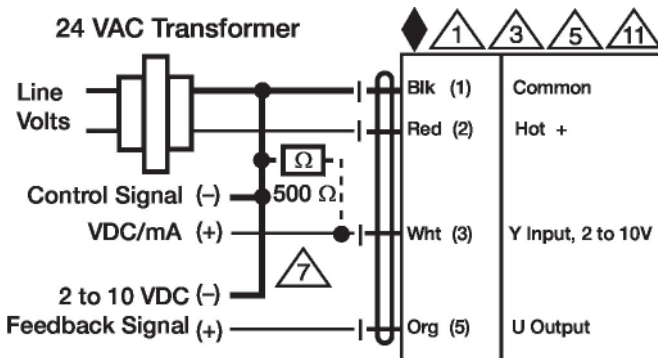 24 VAC Transformer
1 3 5 11
Line
Volts
Blk (1) Common
Red (2) Hot +
Ω
500 Ω
Control Signal (−)
VDC/mA (+)
Wht (3) Y Input, 2 to 10V
7
2 to 10 VDC (−)
Feedback Signal (+)
Org (5) U Output